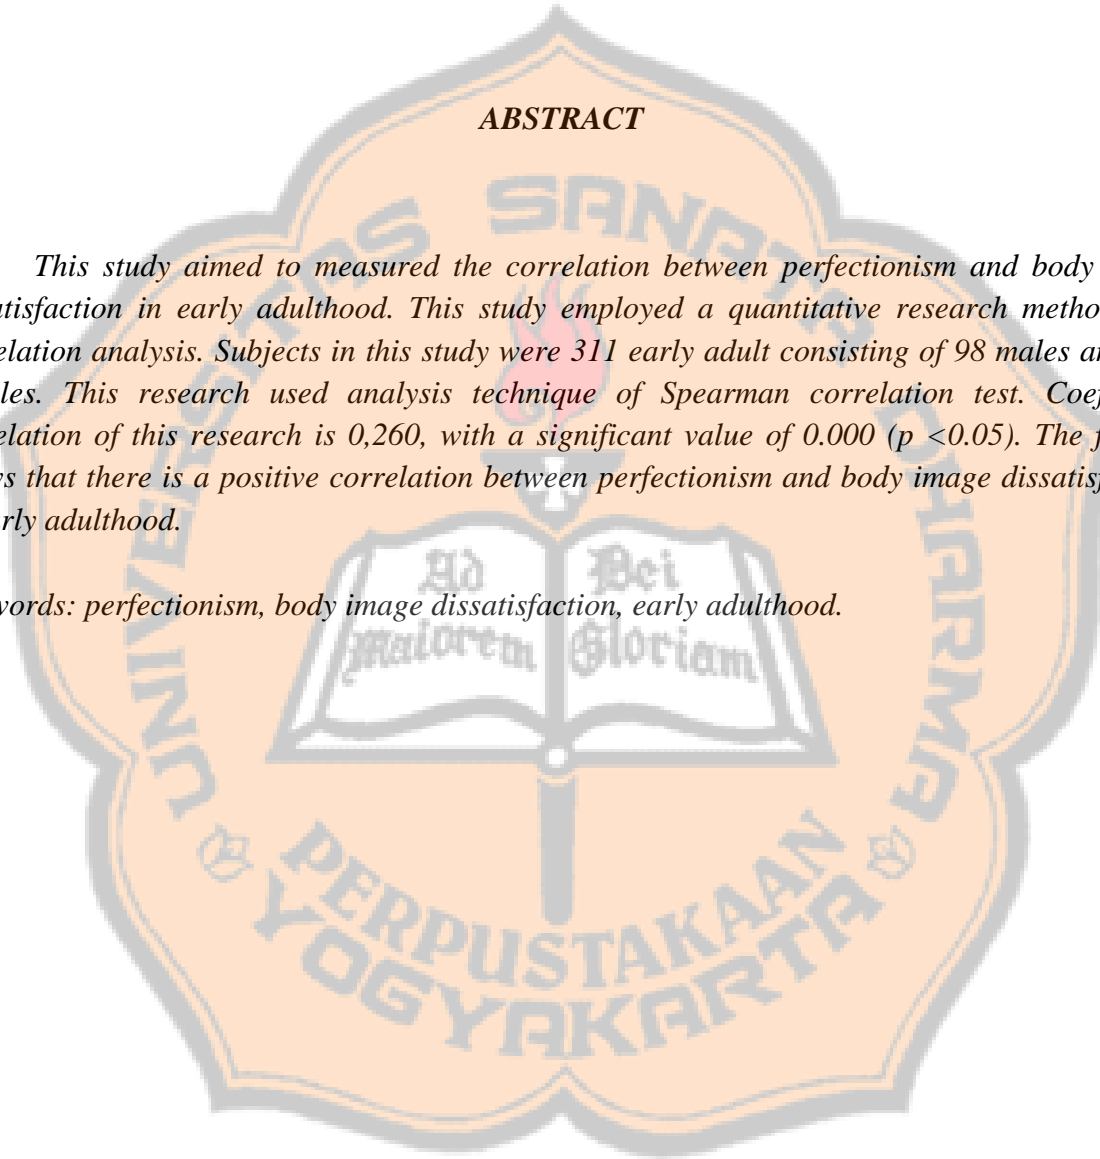 ABSTRACT
This study aimed to measured the correlation between perfectionism and body
atisfaction in early adulthood. This study employed a quantitative research metho
elation analysis. Subjects in this study were 311 early adult consisting of 98 males a
les. This research used analysis technique of Spearman correlation test. Coef
elation of this research is 0,260, with a significant value of 0.000 (p <0.05). The f
s that there is a positive correlation between perfectionism and body image dissatisf
rly adulthood.
words: perfectionism, body image dissatisfaction, early adulthood.
UNIVERSITAS SANATA DHARMA
Ad Dei
maiorem Gloriam
PERPUSTAKAAN
YOGYAKARTA